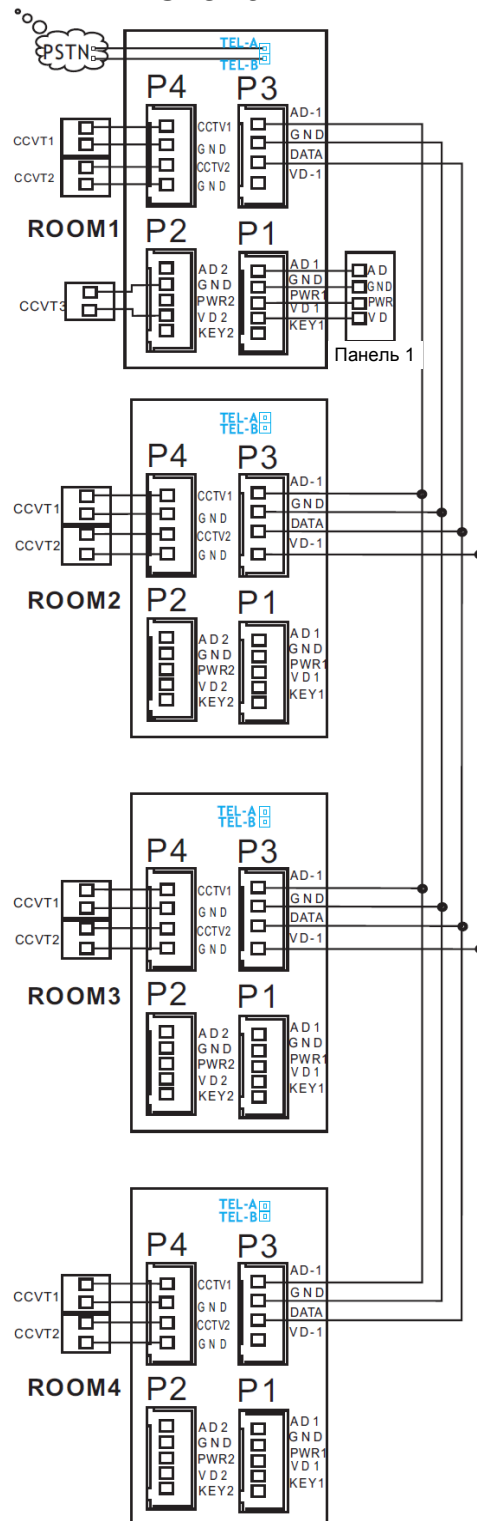 PSTN
TEL-A
TEL-B
P4
P3
CCVT1
CCVT2
CCTV1
GND
CCTV2
GND
AD-1
GND
DATA
VD-1
ROOM1
P2
P1
CCVT3
AD2
GND
PWR2
VD2
KEY2
AD1
GND
PWR1
VD1
KEY1
AD
GND
PWR
VD
Панель 1
TEL-A
TEL-B
P4
P3
CCVT1
CCVT2
CCTV1
GND
CCTV2
GND
AD-1
GND
DATA
VD-1
ROOM2
P2
P1
AD2
GND
PWR2
VD2
KEY2
AD1
GND
PWR1
VD1
KEY1
TEL-A
TEL-B
P4
P3
CCVT1
CCVT2
CCTV1
GND
CCTV2
GND
AD-1
GND
DATA
VD-1
ROOM3
P2
P1
AD2
GND
PWR2
VD2
KEY2
AD1
GND
PWR1
VD1
KEY1
TEL-A
TEL-B
P4
P3
CCVT1
CCVT2
CCTV1
GND
CCTV2
GND
AD-1
GND
DATA
VD-1
ROOM4
P2
P1
AD2
GND
PWR2
VD2
KEY2
AD1
GND
PWR1
VD1
KEY1